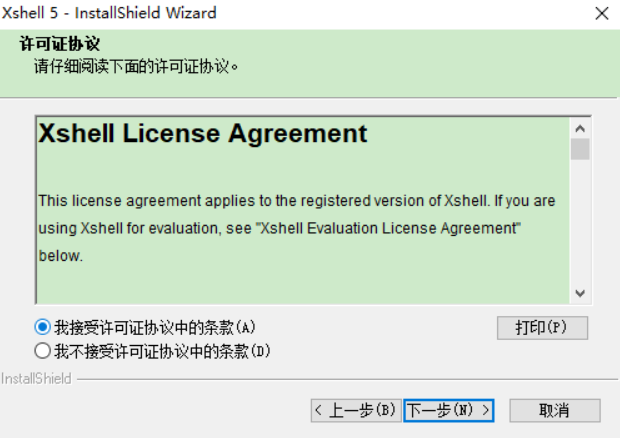 Xshell 5 - InstallShield Wizard
许可证协议
请仔细阅读下面的许可证协议。
Xshell License Agreement
This license agreement applies to the registered version of Xshell. If you are
using Xshell for evaluation, see "Xshell Evaluation License Agreement"
below.
我接受许可证协议中的条款(A)
打印(P)
我不接受许可证协议中的条款(D)
InstallShield
< 上一步(B)
下一步(N) >
取消